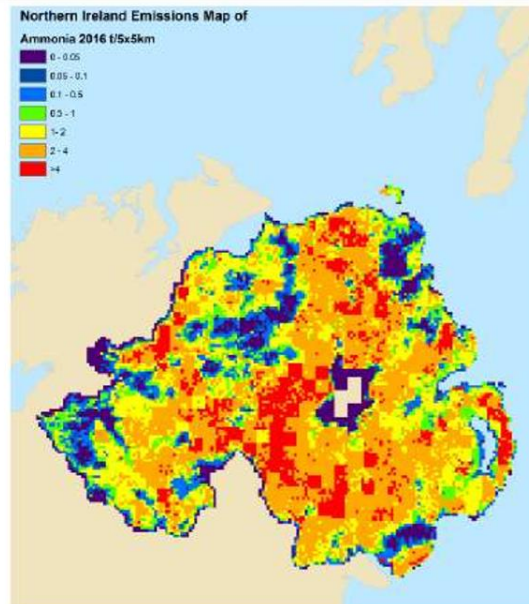 Northern Ireland Emissions Map of
Ammonia 2016 t/5x5km
0 - 0.05
0.05 - 0.1
0.1 - 0.5
0.5 - 1
1- 2
2 - 4
>4